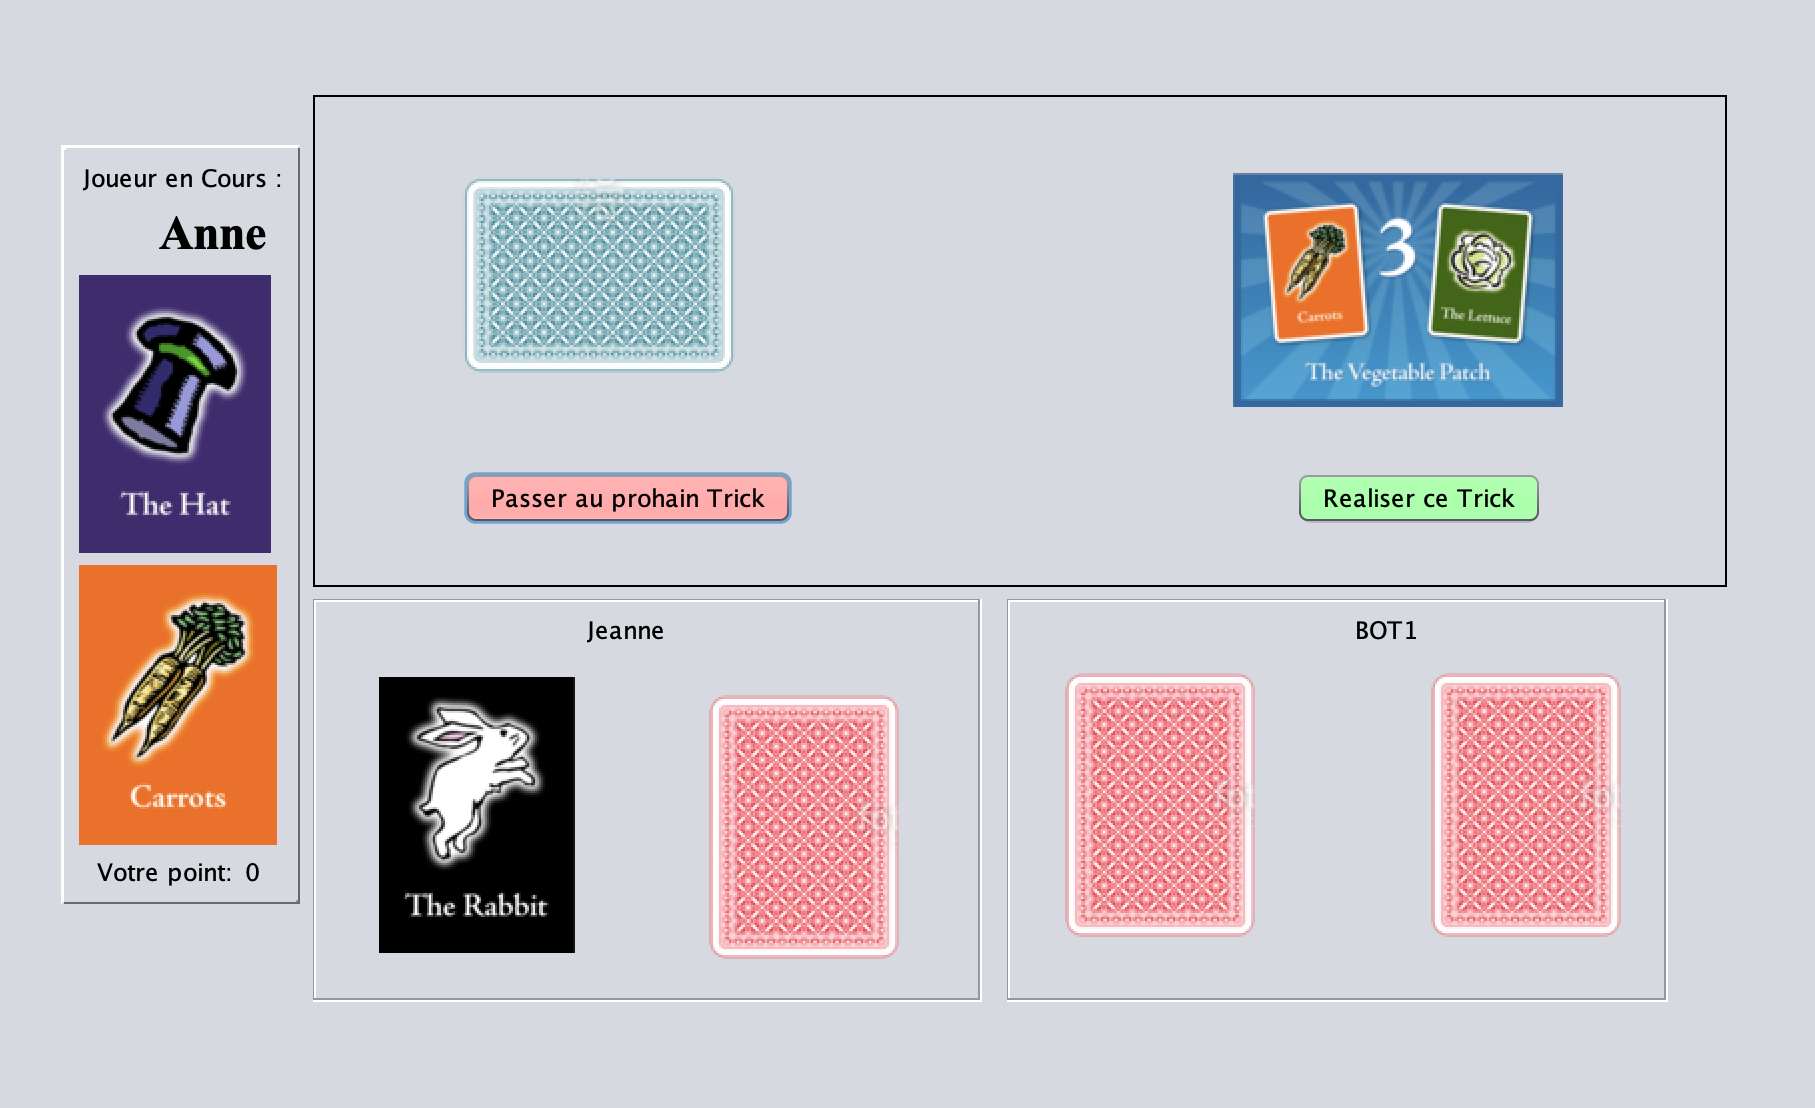 Joueur en Cours :
Anne
The Hat
Carrots
Votre point: 0
3
Carrots
The Lettuce
The Vegetable Patch
Passer au prohain Trick
Realiser ce Trick
Jeanne
The Rabbit
BOT1